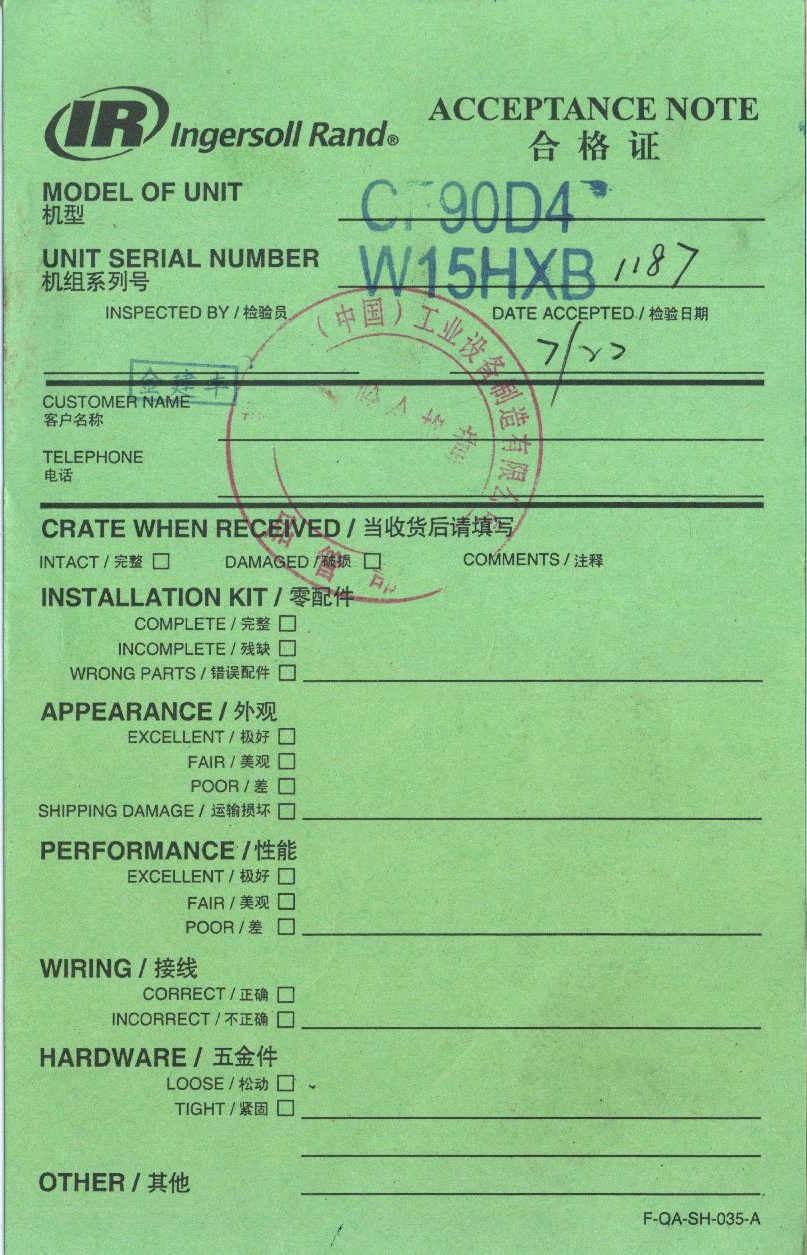 IR Ingersoll Rand®
ACCEPTANCE NOTE
合格证
MODEL OF UNIT
机型
90D4
UNIT SERIAL NUMBER
机组系列号
W15HXB 1187
INSPECTED BY / 检验员
DATE ACCEPTED / 检验日期
(中国)工业设备制造有限公
品管部
CUSTOMER NAME
客户名称
TELEPHONE
电话
CRATE WHEN RECEIVED / 当收货后请填写
INTACT / 完整 □ DAMAGED / 破损 □ COMMENTS / 注释
INSTALLATION KIT / 零配件
COMPLETE / 完整 □
INCOMPLETE / 残缺 □
WRONG PARTS / 错误配件 □
APPEARANCE / 外观
EXCELLENT / 极好 □
FAIR / 美观 □
POOR / 差 □
SHIPPING DAMAGE / 运输损坏 □
PERFORMANCE / 性能
EXCELLENT / 极好 □
FAIR / 美观 □
POOR / 差 □
WIRING / 接线
CORRECT / 正确 □
INCORRECT / 不正确 □
HARDWARE / 五金件
LOOSE / 松动 □
TIGHT / 紧固 □
OTHER / 其他
F-QA-SH-035-A